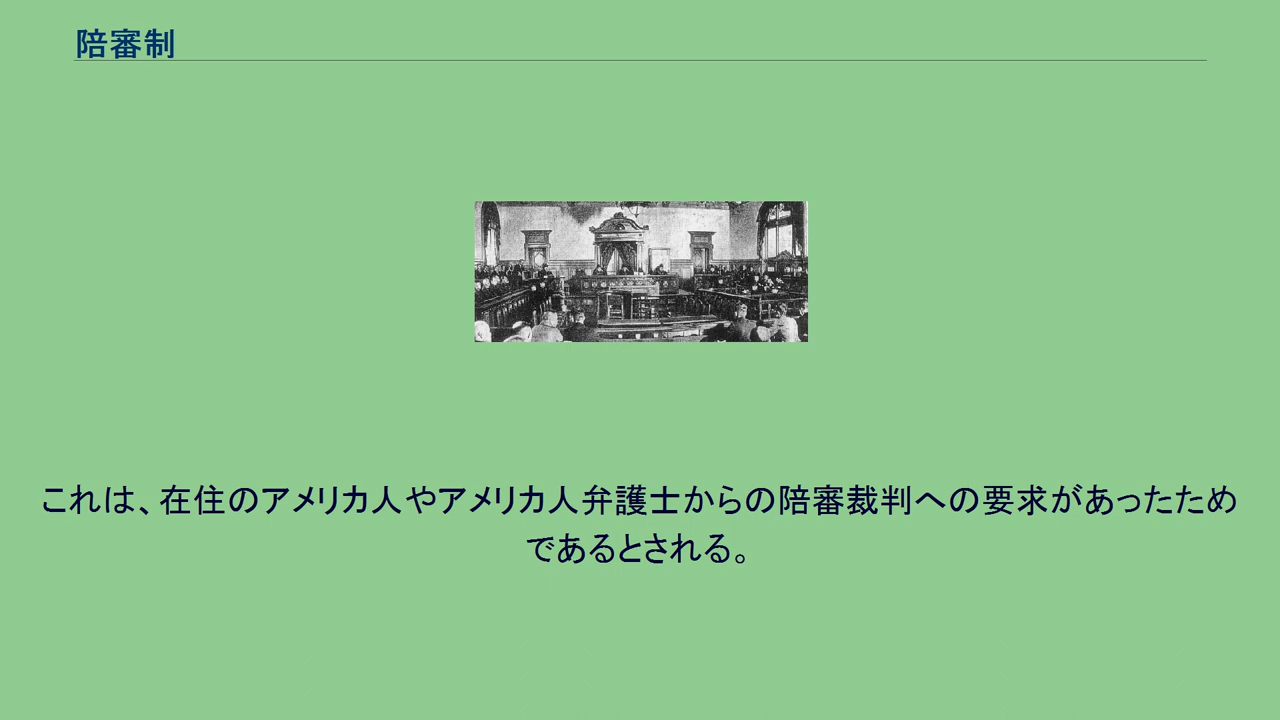 陪審制
これは、在住のアメリカ人やアメリカ人弁護士からの陪審裁判への要求があったため
であるとされる。